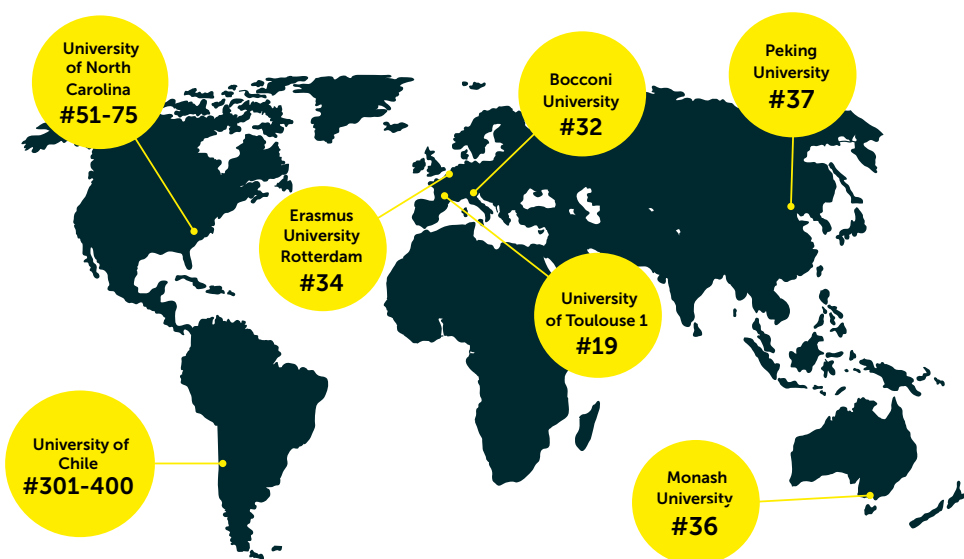 University
of North
Carolina
#51-75
Bocconi
University
#32
Peking
University
#37
Erasmus
University
Rotterdam
#34
University
of Toulouse 1
#19
University of
Chile
#301-400
Monash
University
#36